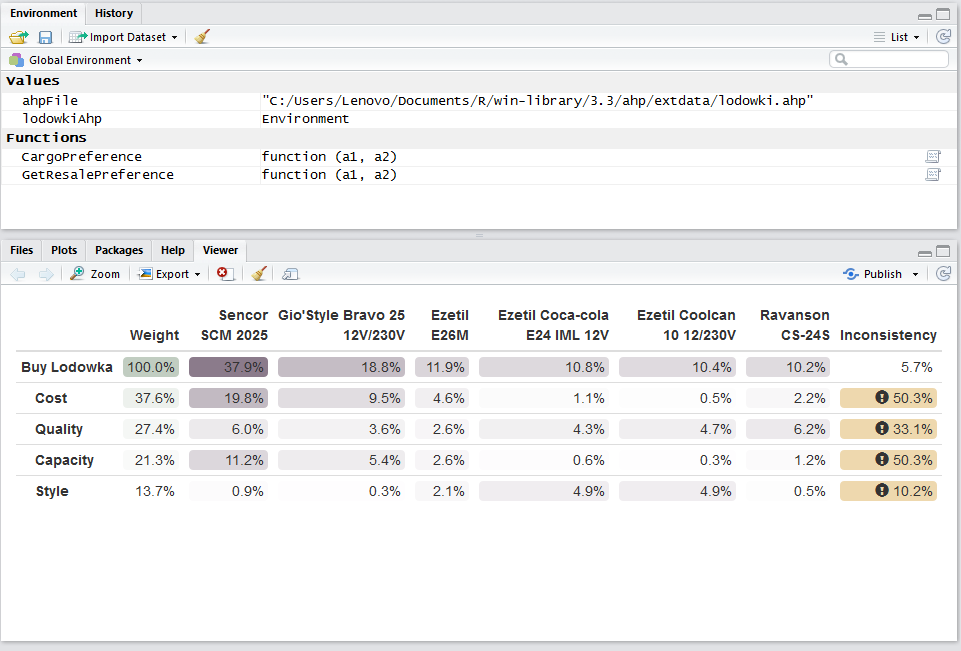 Environment History
Import Dataset List
Global Environment
Values
ahpFile "C:/Users/Lenovo/Documents/R/win-library/3.3/ahp/extdata/lodowki.ahp"
lodowkiAhp Environment
Functions
CargoPreference function (a1, a2)
GetResalePreference function (a1, a2)
Files Plots Packages Help Viewer
Zoom Export Publish
Sencor Gio'Style Bravo 25 Ezetil Ezetil Coca-cola Ezetil Coolcan Ravanson
Weight SCM 2025 12V/230V E26M E24 IML 12V 10 12/230V CS-24S Inconsistency
Buy Lodowka 100.0% 37.9% 18.8% 11.9% 10.8% 10.4% 10.2% 5.7%
Cost 37.6% 19.8% 9.5% 4.6% 1.1% 0.5% 2.2% 50.3%
Quality 27.4% 6.0% 3.6% 2.6% 4.3% 4.7% 6.2% 33.1%
Capacity 21.3% 11.2% 5.4% 2.6% 0.6% 0.3% 1.2% 50.3%
Style 13.7% 0.9% 0.3% 2.1% 4.9% 4.9% 0.5% 10.2%